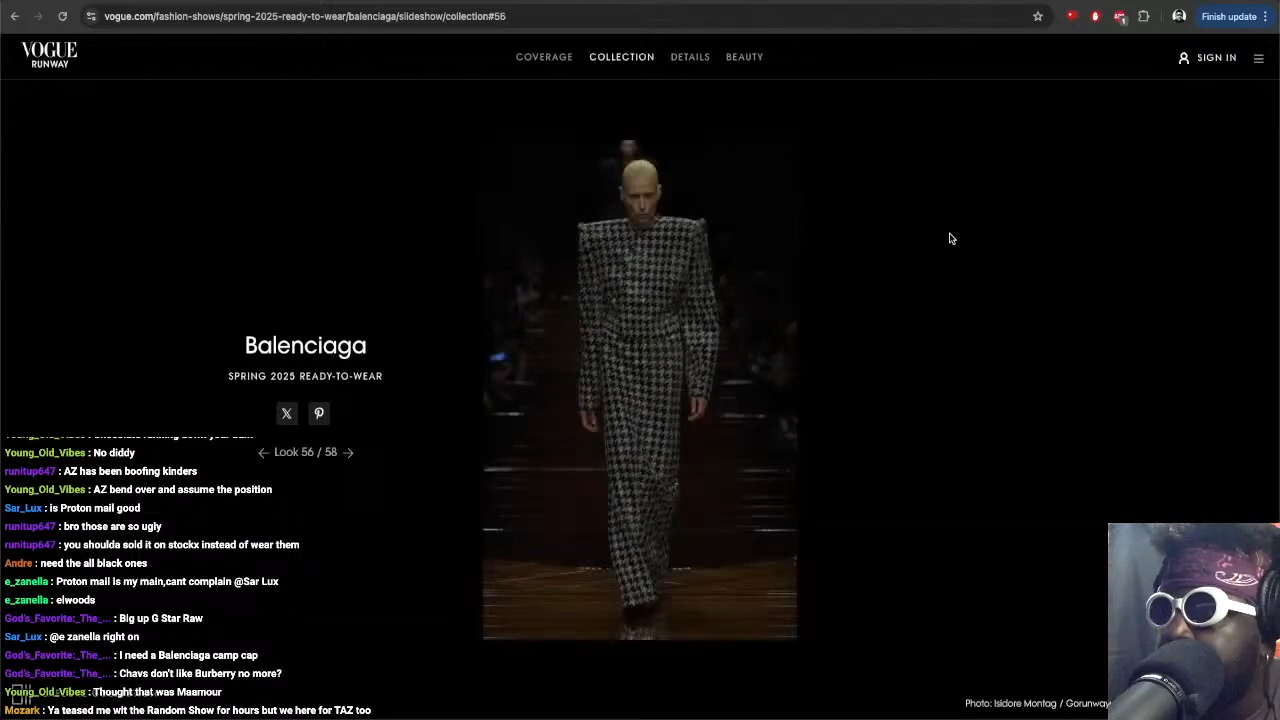 vogue.com/fashion-shows/spring-2025-ready-to-wear/balenciaga/slideshow/collection#56
Finish update
VOGUE
RUNWAY
COVERAGE
COLLECTION
DETAILS
BEAUTY
SIGN IN
Balenciaga
SPRING 2025 READY-TO-WEAR
Look 56 / 58
Young_Old_Vibes : No diddy
runitup647 : AZ has been boofing kinders
Young_Old_Vibes : AZ bend over and assume the position
Sar_Lux : is Proton mail good
runitup647 : bro those are so ugly
runitup647 : you shoulda sold it on stockx instead of wear them
Andre : need the all black ones
e_zanella : Proton mail is my main,cant complain @Sar Lux
e_zanella : elwoods
God's_Favorite:_The_... : Big up G Star Raw
Sar_Lux : @e zanella right on
God's_Favorite:_The_... : I need a Balenciaga camp cap
God's_Favorite:_The_... : Chavs don't like Burberry no more?
Young_Old_Vibes : Thought that was Maamour
Mozark : Ya teased me wit the Random Show for hours but we here for TAZ too
Photo: Isidore Montag / Gorunway